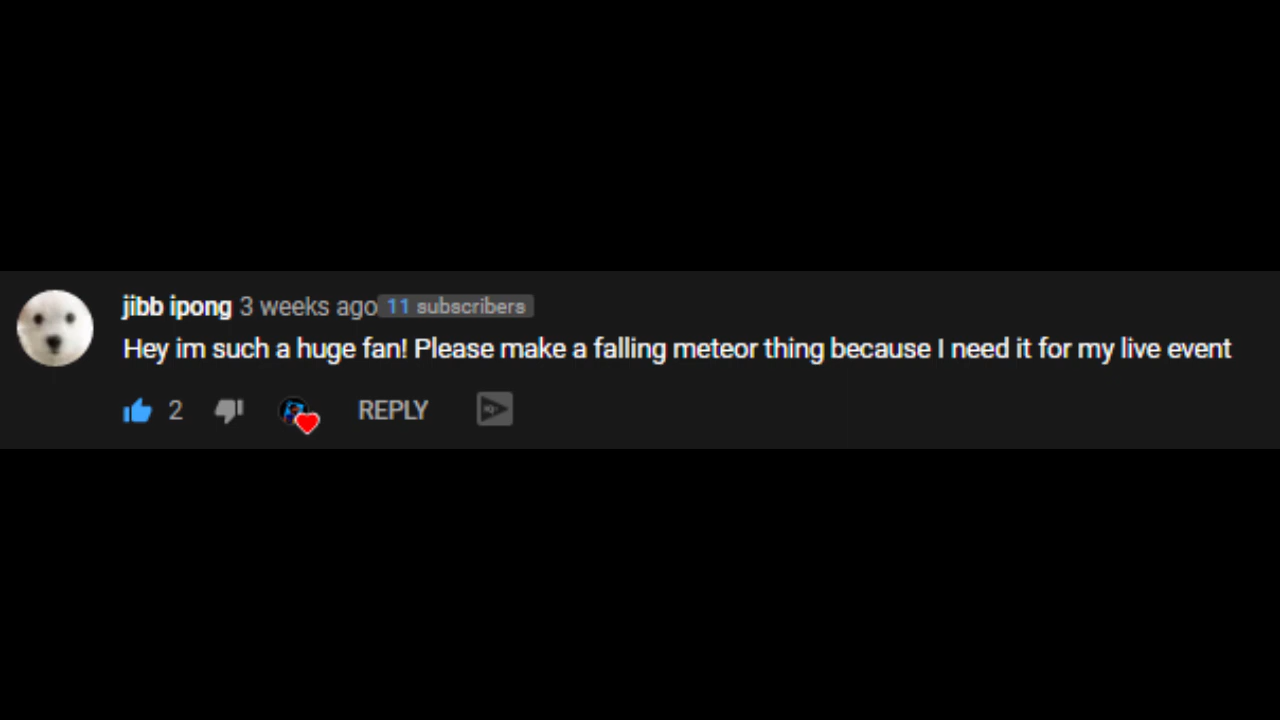 jibb ipong 3 weeks ago 11 subscribers
Hey im such a huge fan! Please make a falling meteor thing because I need it for my live event
2 REPLY